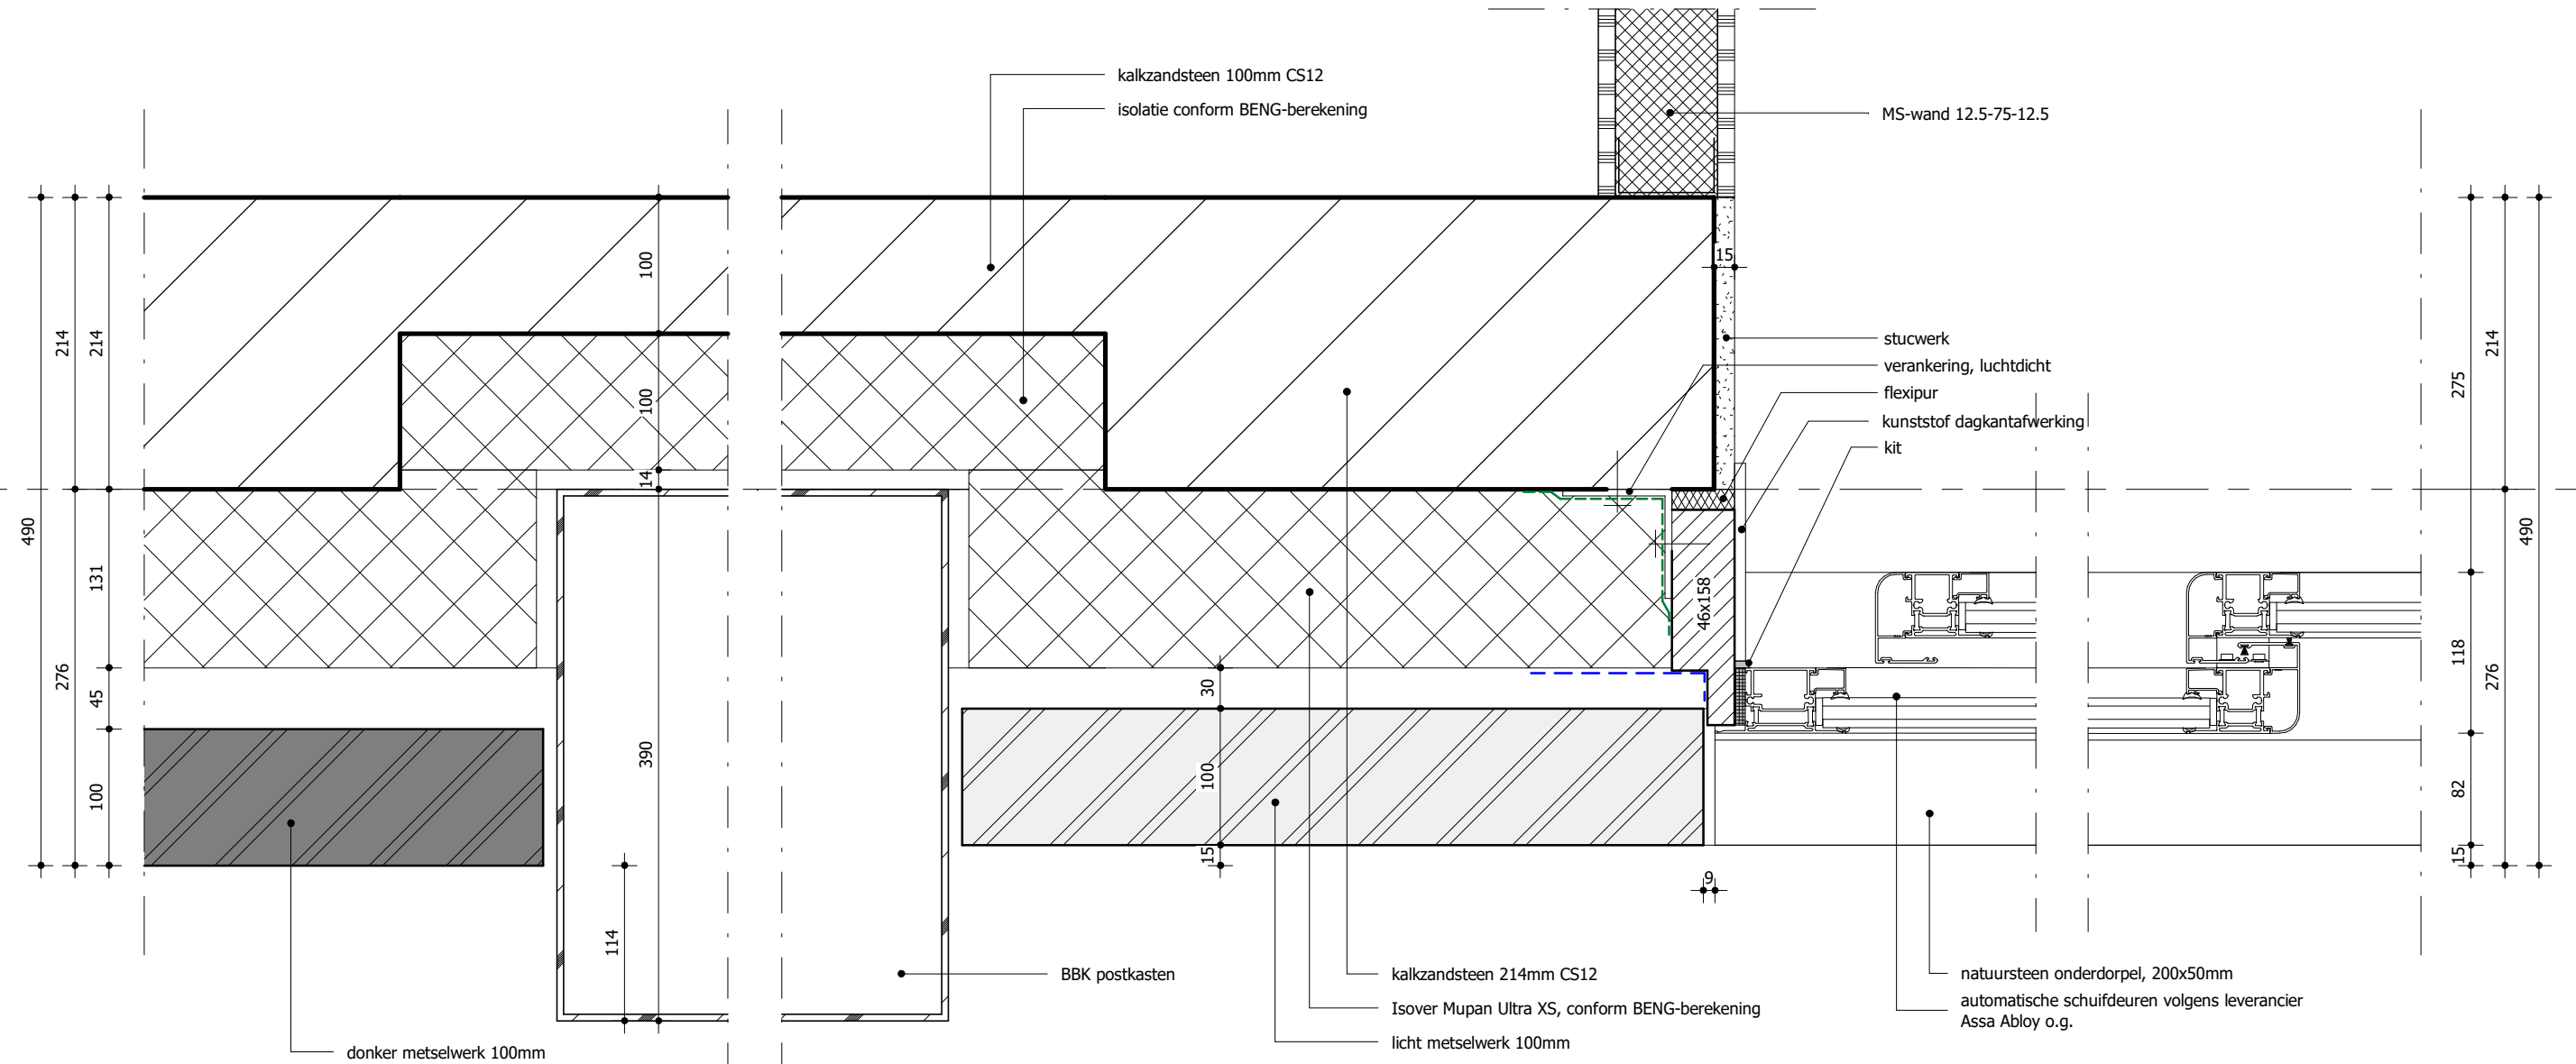 kalkzandsteen 100mm CS12
isolatie conform BENG-berekening
MS-wand 12.5-75-12.5
stucwerk
verankering, luchtdicht
flexipur
kunststof dagkantafwerking
kit
490
214
276
214
131
45
100
100
100
14
390
114
15
46x158
30
100
15
9
275
118
82
15
214
276
490
BBK postkasten
donker metselwerk 100mm
kalkzandsteen 214mm CS12
Isover Mupan Ultra XS, conform BENG-berekening
licht metselwerk 100mm
natuursteen onderdorpel, 200x50mm
automatische schuifdeuren volgens leverancier
Assa Abloy o.g.